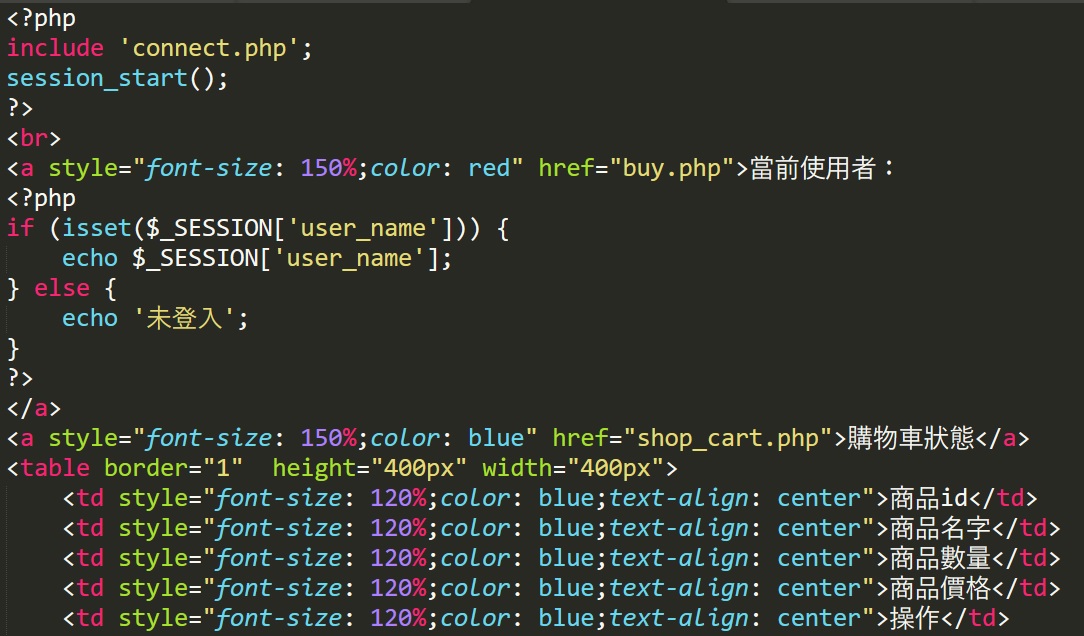 <?php
include 'connect.php';
session_start();
?>
<br>
<a style="font-size: 150%;color: red" href="buy.php">當前使用者：
<?php
if (isset($_SESSION['user_name'])) {
    echo $_SESSION['user_name'];
} else {
    echo '未登入';
}
?>
</a>
<a style="font-size: 150%;color: blue" href="shop_cart.php">購物車狀態</a>
<table border="1"  height="400px" width="400px">
    <td style="font-size: 120%;color: blue;text-align: center">商品id</td>
    <td style="font-size: 120%;color: blue;text-align: center">商品名字</td>
    <td style="font-size: 120%;color: blue;text-align: center">商品數量</td>
    <td style="font-size: 120%;color: blue;text-align: center">商品價格</td>
    <td style="font-size: 120%;color: blue;text-align: center">操作</td>